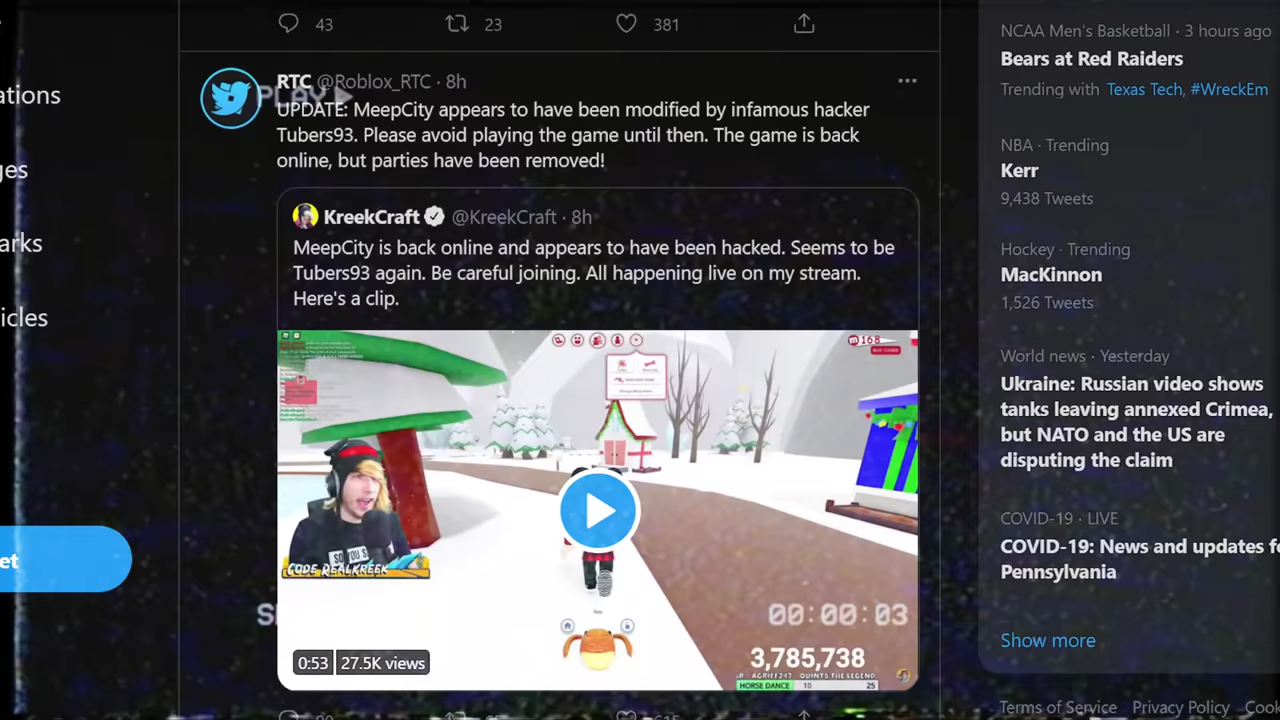 43 23 381
ations
ges
arks
icles
et
RTC @Roblox_RTC · 8h
PLAY
UPDATE: MeepCity appears to have been modified by infamous hacker
Tubers93. Please avoid playing the game until then. The game is back
online, but parties have been removed!
KreekCraft @KreekCraft · 8h
MeepCity is back online and appears to have been hacked. Seems to be
Tubers93 again. Be careful joining. All happening live on my stream.
Here's a clip.
168
CODE REALKREEK
00:00:03
0:53 27.5K views
3,785,738
HORSE DANCE 10 25
NCAA Men's Basketball · 3 hours ago
Bears at Red Raiders
Trending with Texas Tech, #WreckEm
NBA · Trending
Kerr
9,438 Tweets
Hockey · Trending
MacKinnon
1,526 Tweets
World news · Yesterday
Ukraine: Russian video shows
tanks leaving annexed Crimea,
but NATO and the US are
disputing the claim
COVID-19 · LIVE
COVID-19: News and updates fo
Pennsylvania
Show more
Terms of Service Privacy Policy Cook